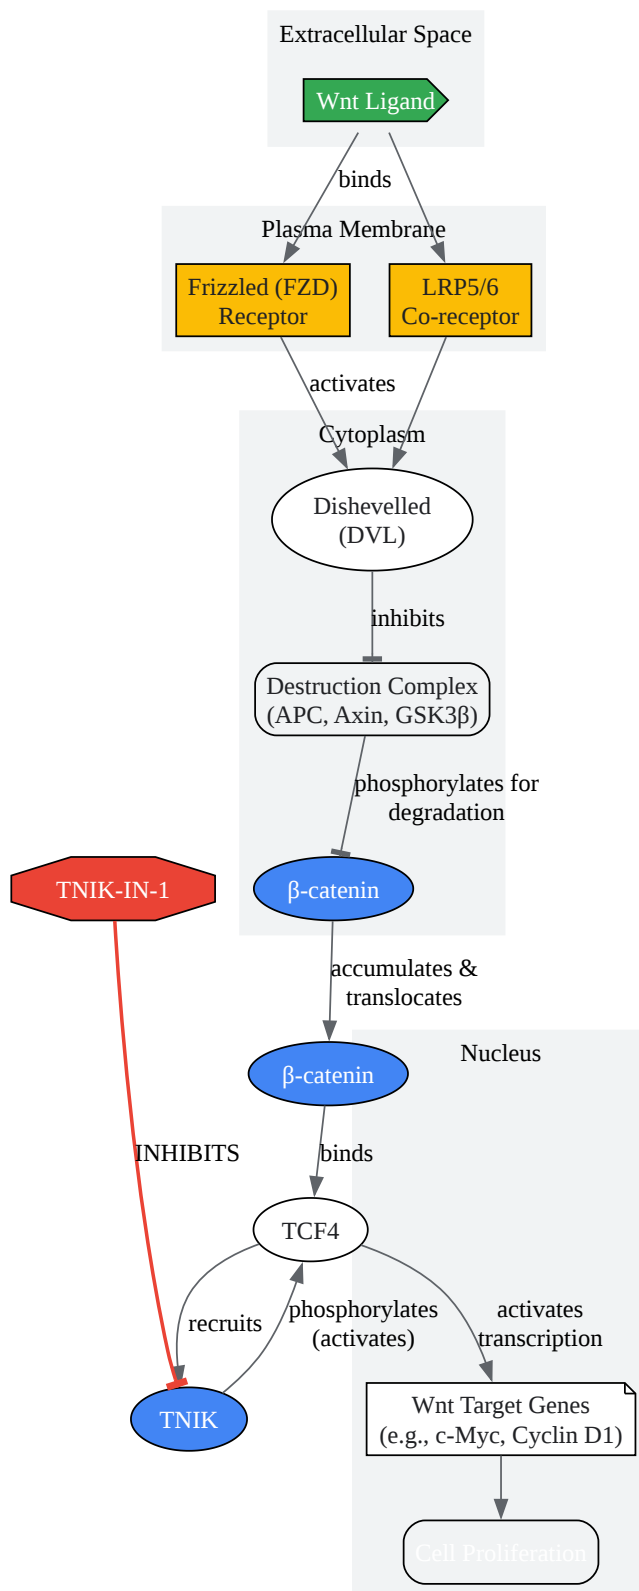 Extracellular Space
Wnt Ligand
binds
Plasma Membrane
Frizzled (FZD)
Receptor
LRP5/6
Co-receptor
activates
Cytoplasm
Dishevelled
(DVL)
inhibits
Destruction Complex
(APC, Axin, GSK3β)
phosphorylates for
degradation
TNIK-IN-1
β-catenin
accumulates &
translocates
Nucleus
β-catenin
INHIBITS
binds
TCF4
recruits
phosphorylates
(activates)
activates
transcription
TNIK
Wnt Target Genes
(e.g., c-Myc, Cyclin D1)
Cell Proliferation